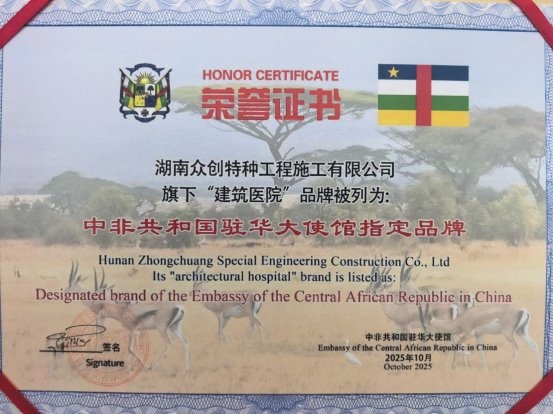 HONOR CERTIFICATE
荣誉证书
湖南众创特种工程施工有限公司
旗下“建筑医院”品牌被列为:
中非共和国驻华大使馆指定品牌
Hunan Zhongchuang Special Engineering Construction Co., Ltd
Its "architectural hospital" brand is listed as:
Designated brand of the Embassy of the Central African Republic in China
签名
Signature
中非共和国驻华大使馆
Embassy of the Central African Republic in China
2025年10月
October 2025